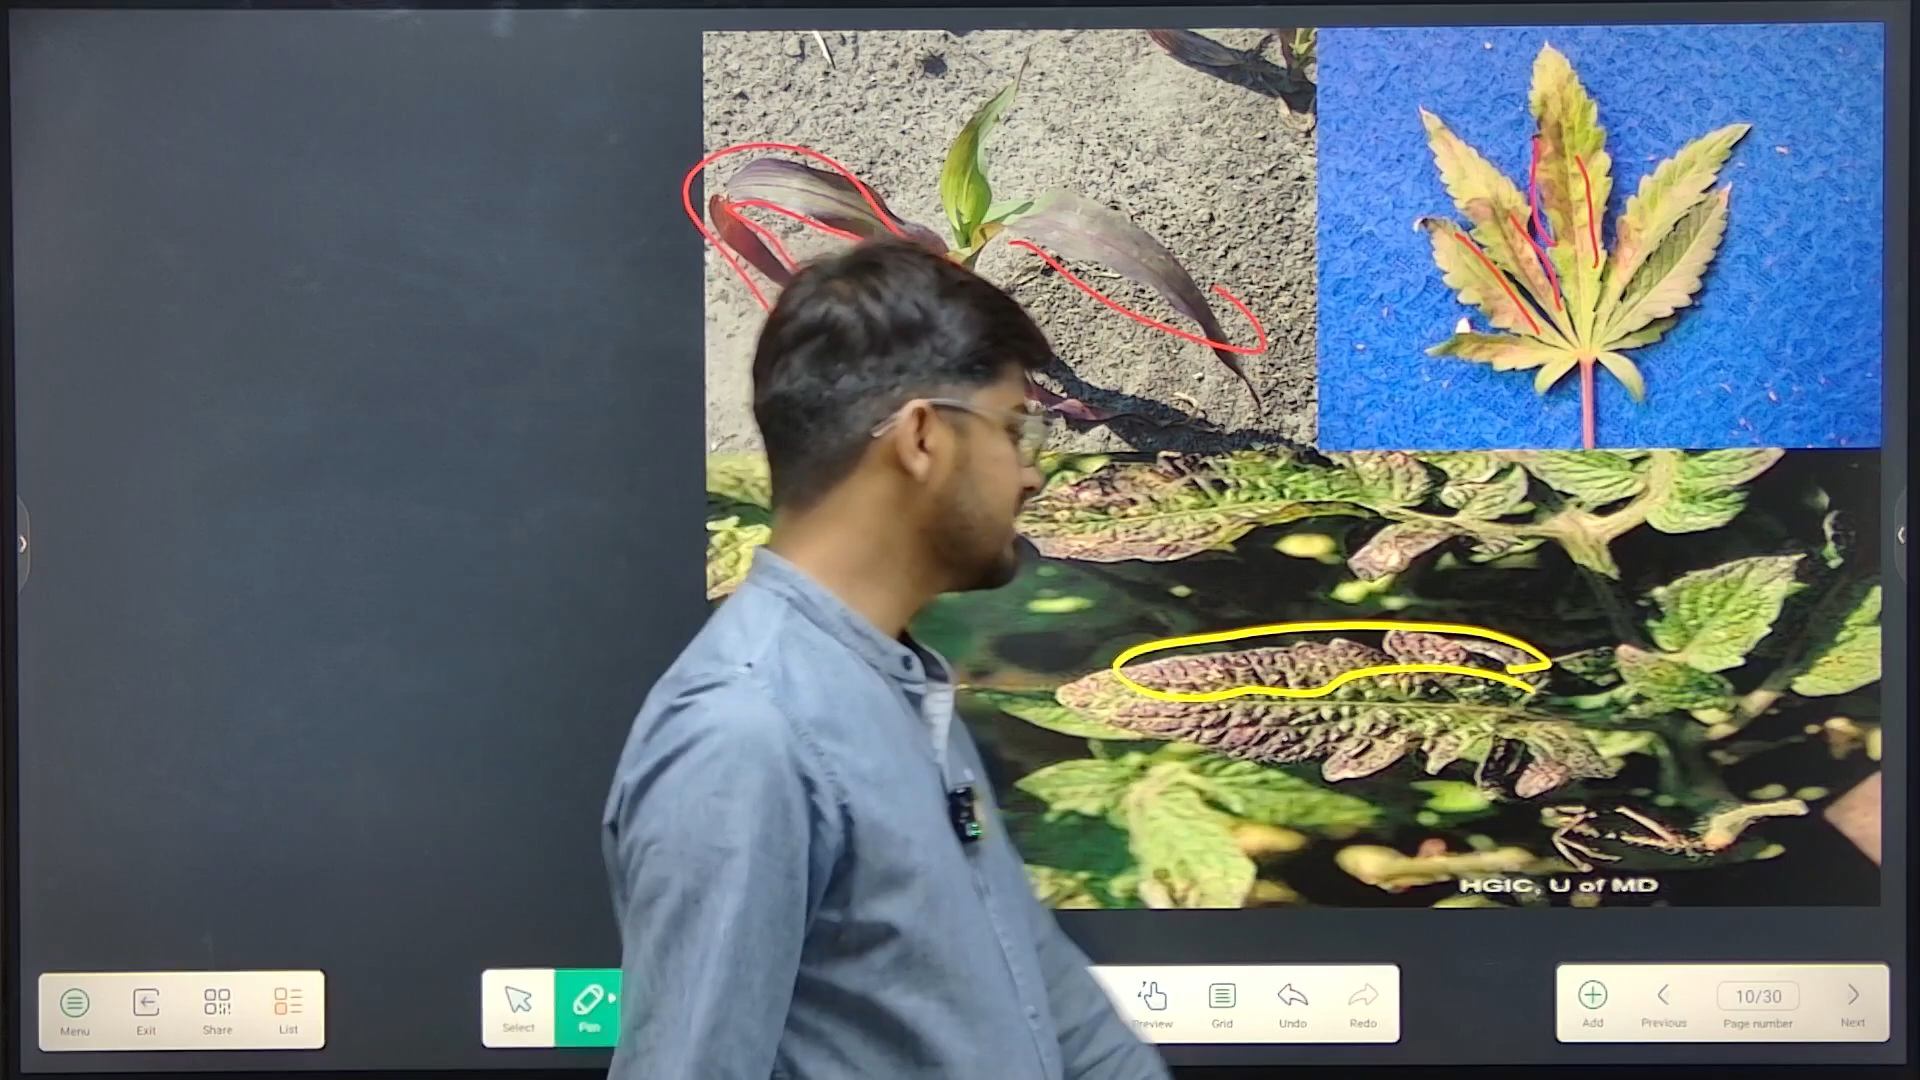 HGIC, U of MD
Menu
Exit
Share
List
Select
Pen
Preview
Grid
Undo
Redo
Add
Previous
10/30
Page number
Next